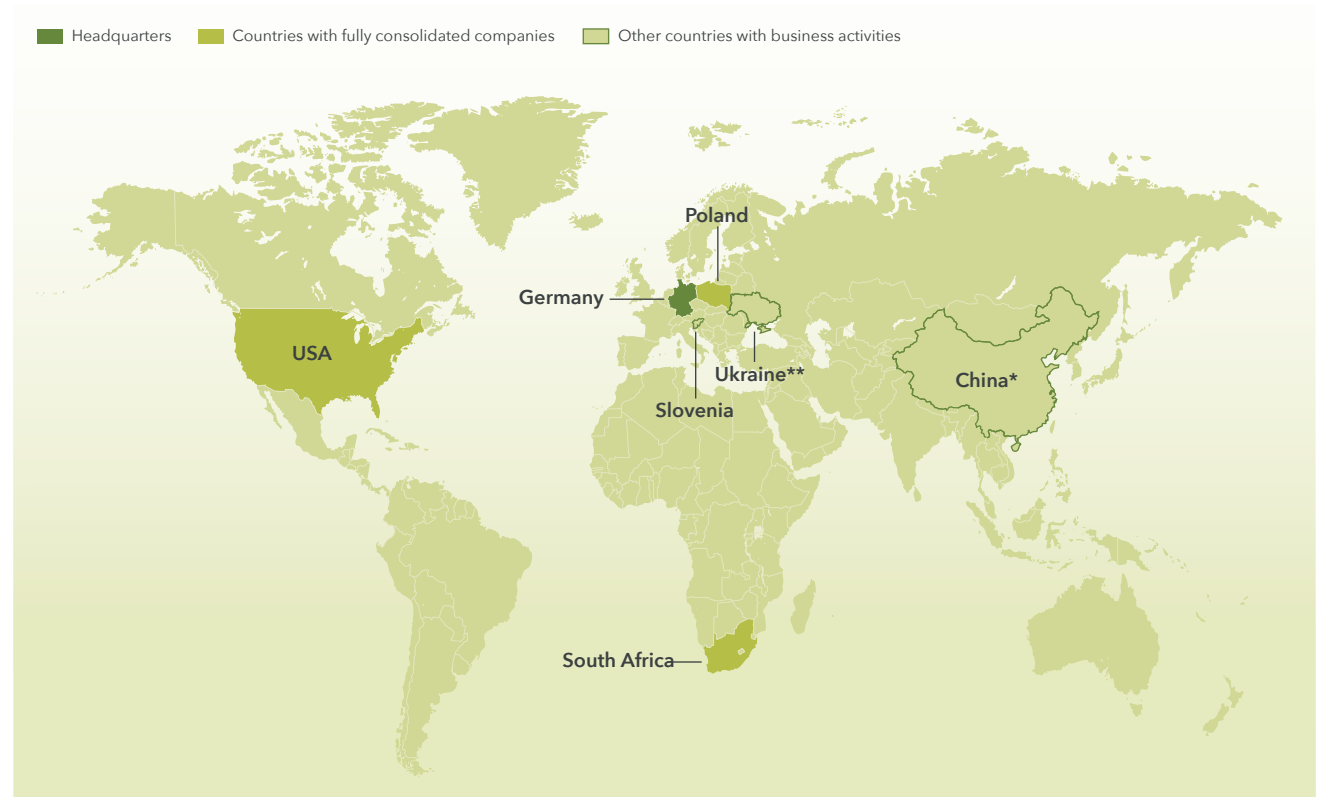 Headquarters
Countries with fully consolidated companies
Other countries with business activities
Poland
Germany
USA
Ukraine**
China*
Slovenia
South Africa